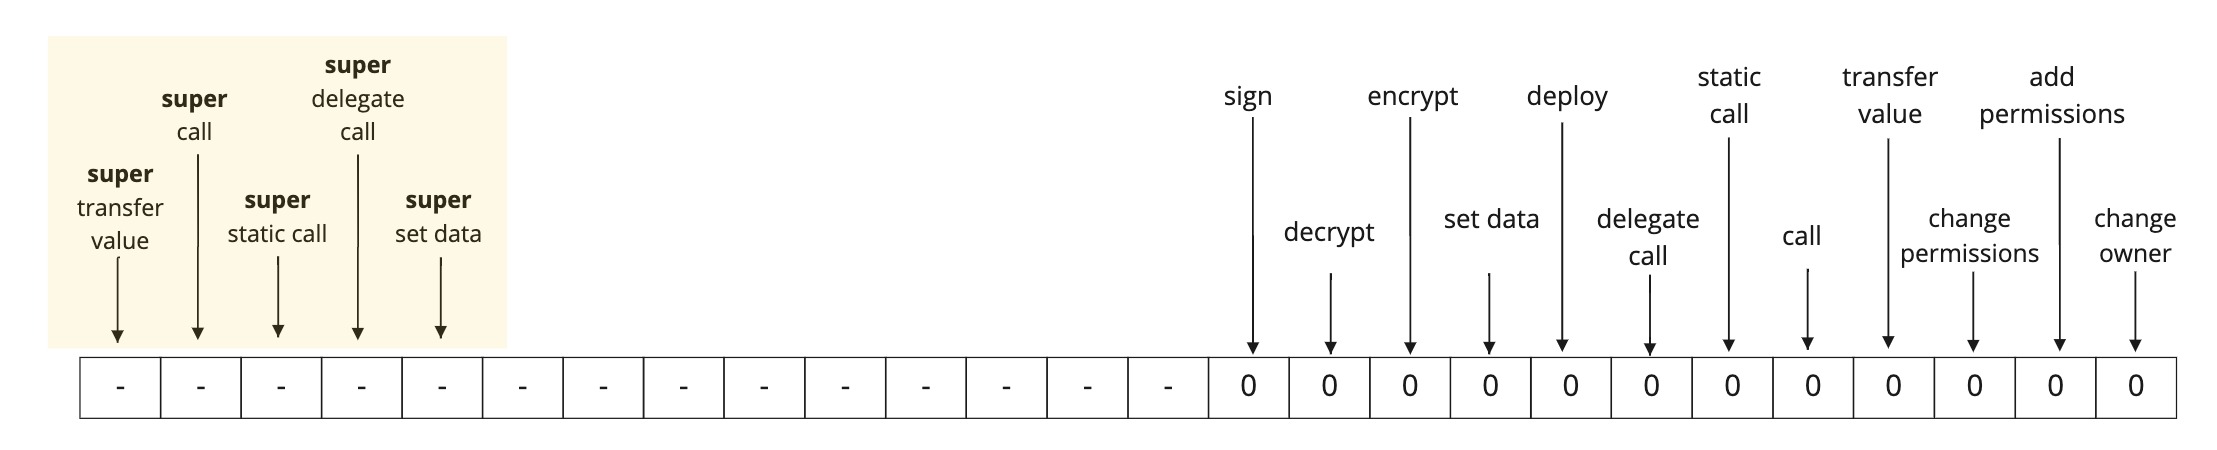 super
transfer
value
super
call
super
static call
super
delegate
call
super
set data
sign
decrypt
encrypt
set data
deploy
delegate
call
static
call
call
transfer
value
change
permissions
add
permissions
change
owner
- - - - - - - - - - - - - - 0 0 0 0 0 0 0 0 0 0 0 0